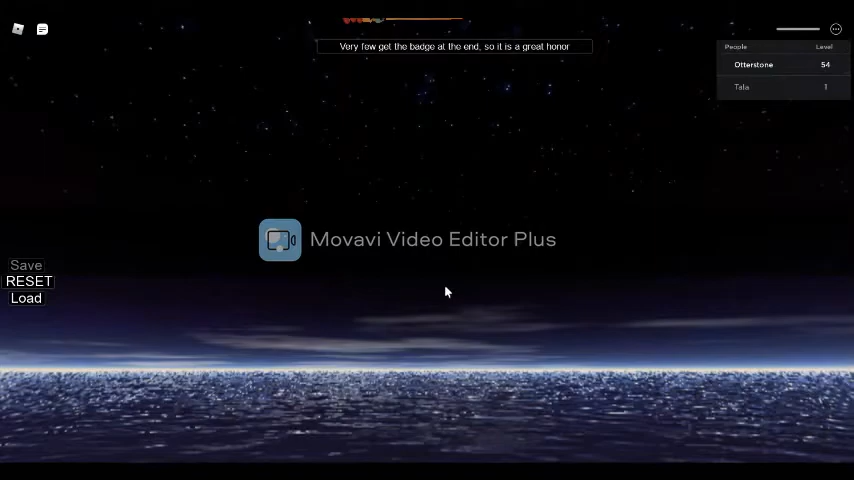 Very few get the badge at the end, so it is a great honor
People Level
Otterstone 54
Tala 1
Movavi Video Editor Plus
Save
RESET
Load